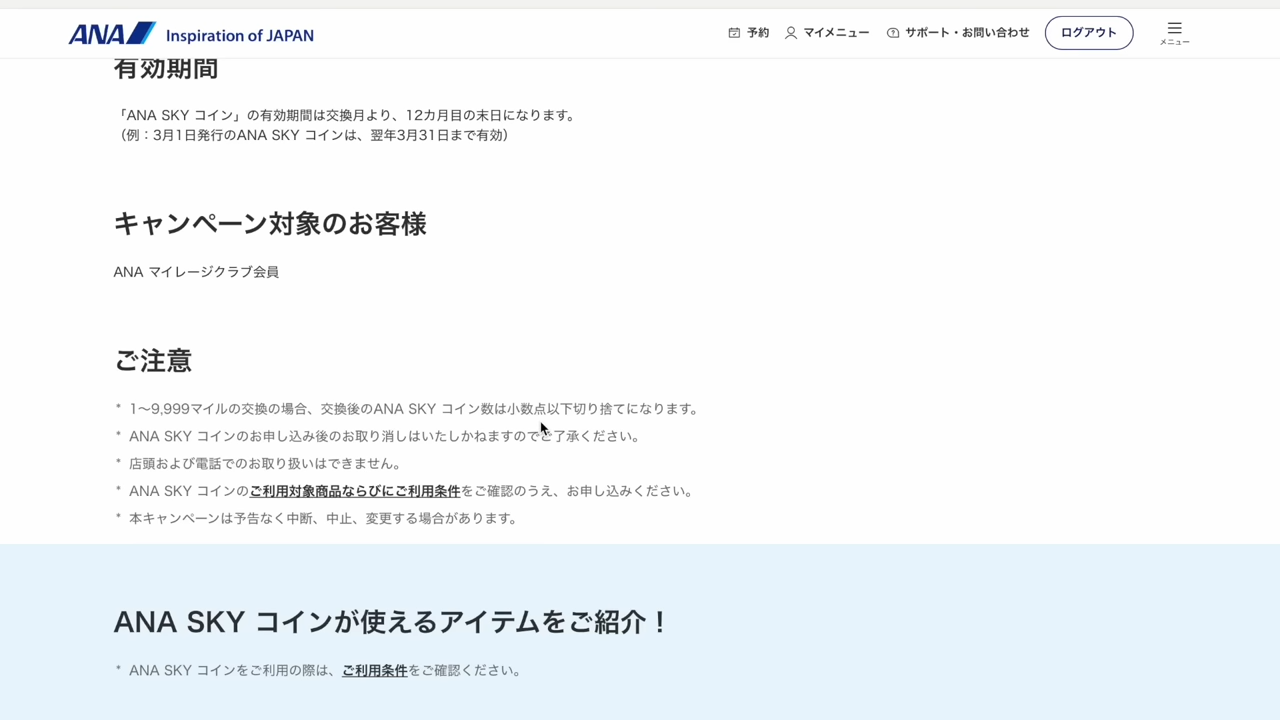 ANA Inspiration of JAPAN
予約 マイメニュー サポート・お問い合わせ ログアウト メニュー
有効期間
「ANA SKY コイン」の有効期間は交換月より、12カ月目の末日になります。
（例：3月1日発行のANA SKY コインは、翌年3月31日まで有効）
キャンペーン対象のお客様
ANA マイレージクラブ会員
ご注意
* 1〜9,999マイルの交換の場合、交換後のANA SKY コイン数は小数点以下切り捨てになります。
* ANA SKY コインのお申し込み後のお取り消しはいたしかねますのでご了承ください。
* 店頭および電話でのお取り扱いはできません。
* ANA SKY コインのご利用対象商品ならびにご利用条件をご確認のうえ、お申し込みください。
* 本キャンペーンは予告なく中断、中止、変更する場合があります。
ANA SKY コインが使えるアイテムをご紹介！
* ANA SKY コインをご利用の際は、ご利用条件をご確認ください。